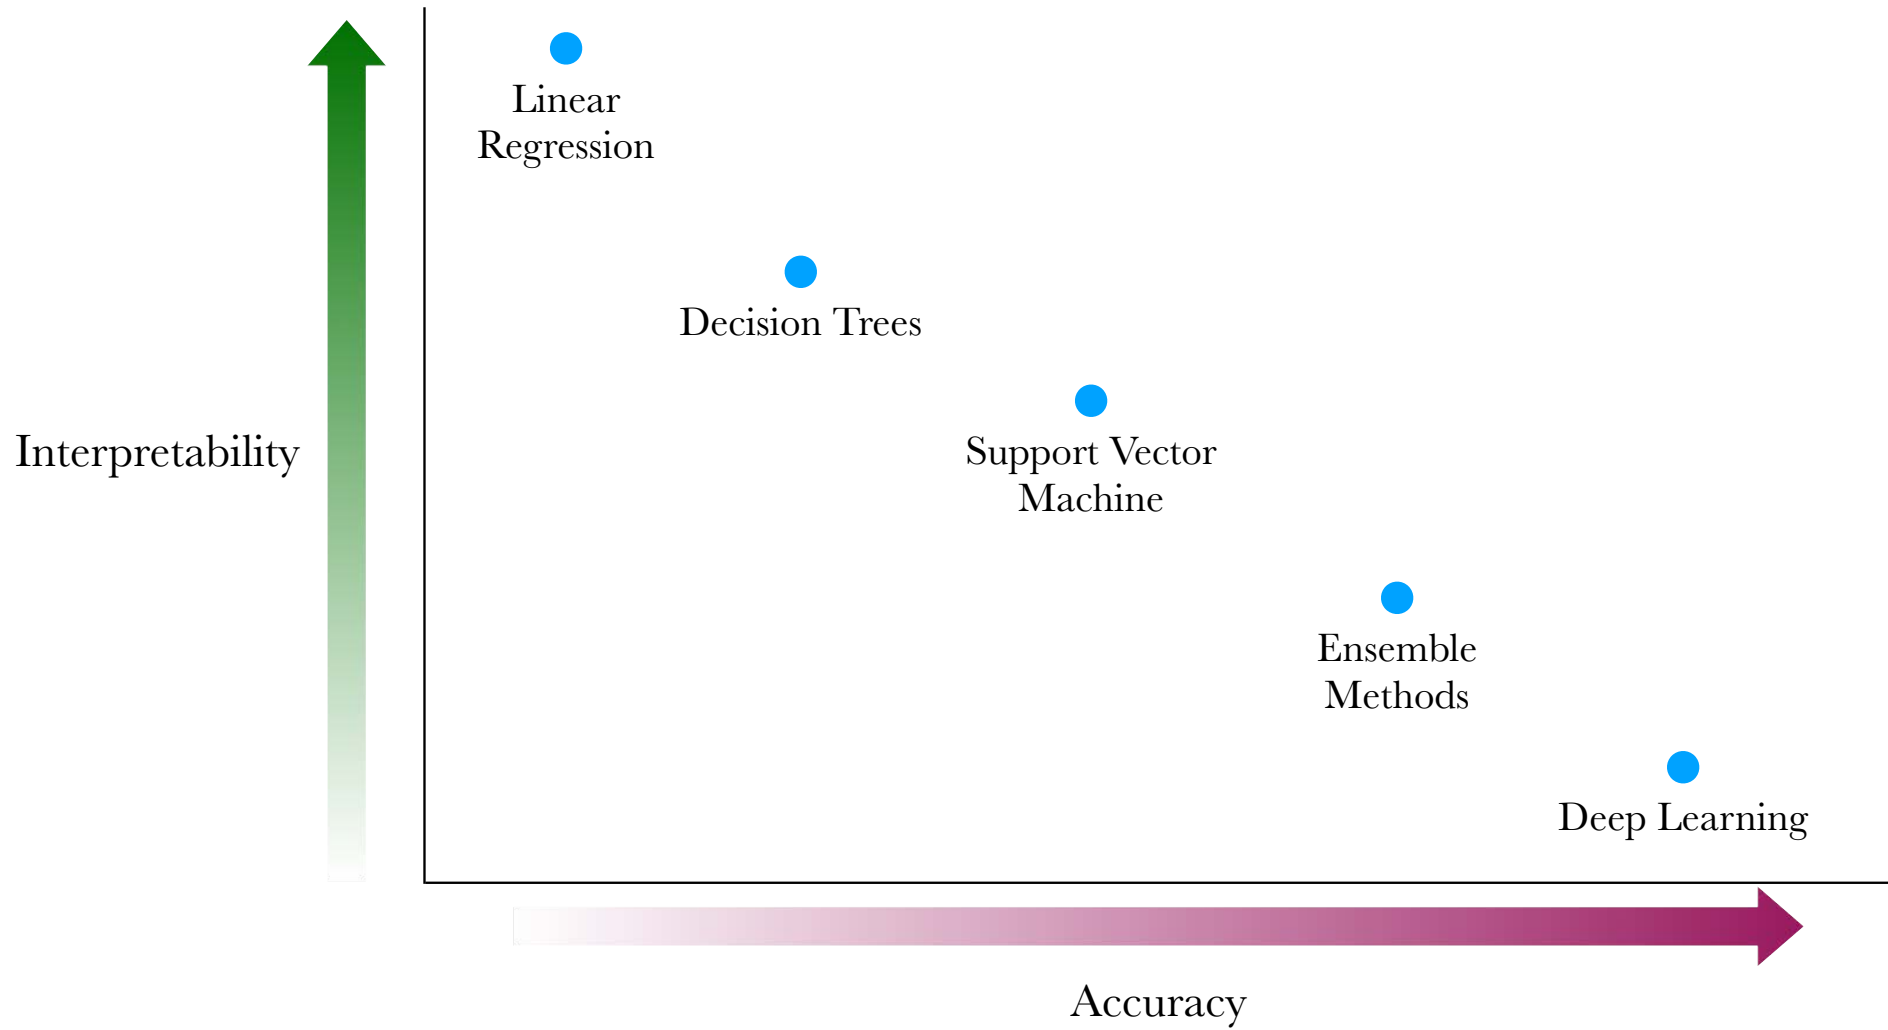 Linear
Regression
Decision Trees
Interpretability
Support Vector
Machine
Ensemble
Methods
Deep Learning
Accuracy